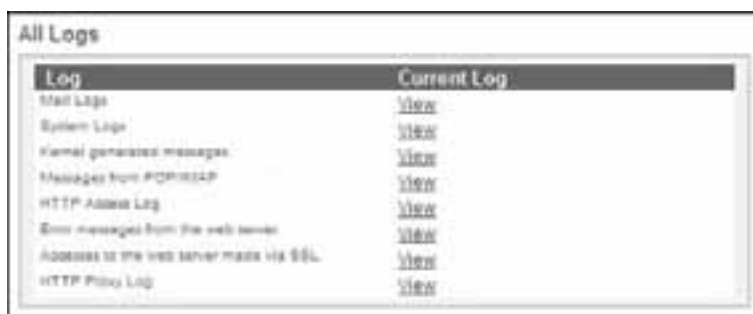 All Logs
Log Current Log
Mail Logs View
System Logs View
Kernel generated messages View
Messages from POP/IMAP View
HTTP Access Log View
Error messages from the web server View
Accesses to the web server made via SSL View
HTTP Proxy Log View